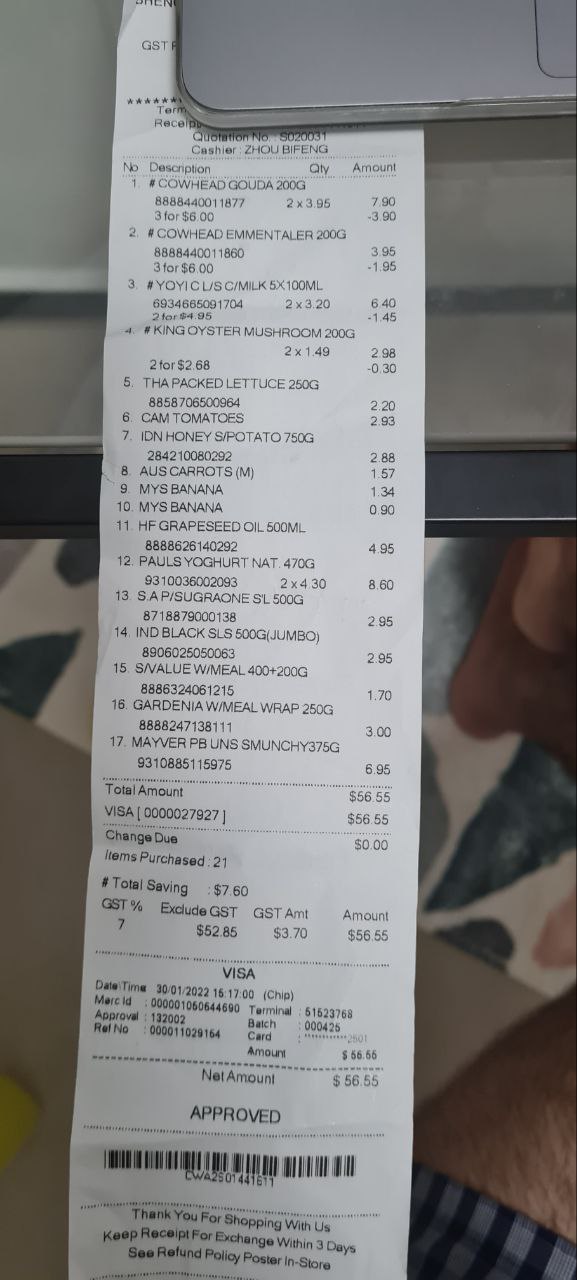 GST
******
Term
Receip
Quotation No. : S020031
Cashier : ZHOU BIFENG
No Description Qty Amount
1. # COWHEAD GOUDA 200G
8888440011877 2 x 3.95 7.90
3 for $6.00 -3.90
2. # COWHEAD EMMENTALER 200G
8888440011860 3.95
3 for $6.00 -1.95
3. # YOYI C L/S C/MILK 5X100ML
6934665091704 2 x 3.20 6.40
2 for $4.95 -1.45
4. # KING OYSTER MUSHROOM 200G
2 x 1.49 2.98
2 for $2.68 -0.30
5. THA PACKED LETTUCE 250G
8858706500964 2.20
6. CAM TOMATOES 2.93
7. IDN HONEY S/POTATO 750G
284210080292 2.88
8. AUS CARROTS (M) 1.57
9. MYS BANANA 1.34
10. MYS BANANA 0.90
11. HF GRAPESEED OIL 500ML
8888626140292 4.95
12. PAULS YOGHURT NAT. 470G
9310036002093 2 x 4.30 8.60
13. S.A P/SUGRAONE S'L 500G
8718879000138 2.95
14. IND BLACK SLS 500G(JUMBO)
8906025050063 2.95
15. S/VALUE W/MEAL 400+200G
8886324061215 1.70
16. GARDENIA W/MEAL WRAP 250G
8888247138111 3.00
17. MAYVER PB UNS SMUNCHY375G
9310885115975 6.95
Total Amount $56.55
VISA [ 0000027927 ] $56.55
Change Due $0.00
Items Purchased : 21
# Total Saving : $7.60
GST % Exclude GST GST Amt Amount
7 $52.85 $3.70 $56.55
VISA
Date\Time 30/01/2022 15:17:00 (Chip)
Merc Id : 000001060644690 Terminal : 51523768
Approval : 132002 Batch : 000425
Ref No : 000011029164 Card : ************2601
Amount $ 56.55
Net Amount $ 56.55
APPROVED
CWA2501441611
Thank You For Shopping With Us
Keep Receipt For Exchange Within 3 Days
See Refund Policy Poster In-Store